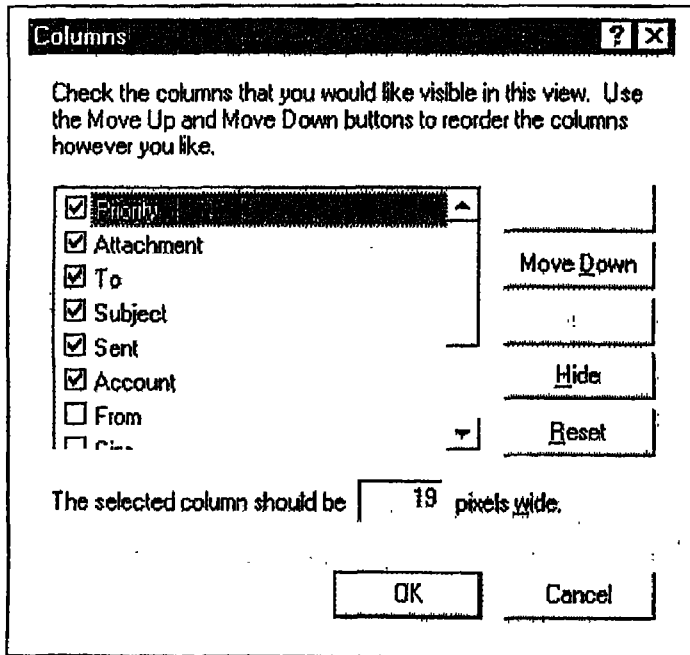 Columns
Check the columns that you would like visible in this view. Use
the Move Up and Move Down buttons to reorder the columns
however you like.
Priority
Attachment
To
Subject
Sent
Account
From
Move Down
Hide
Reset
The selected column should be 19 pixels wide.
OK
Cancel